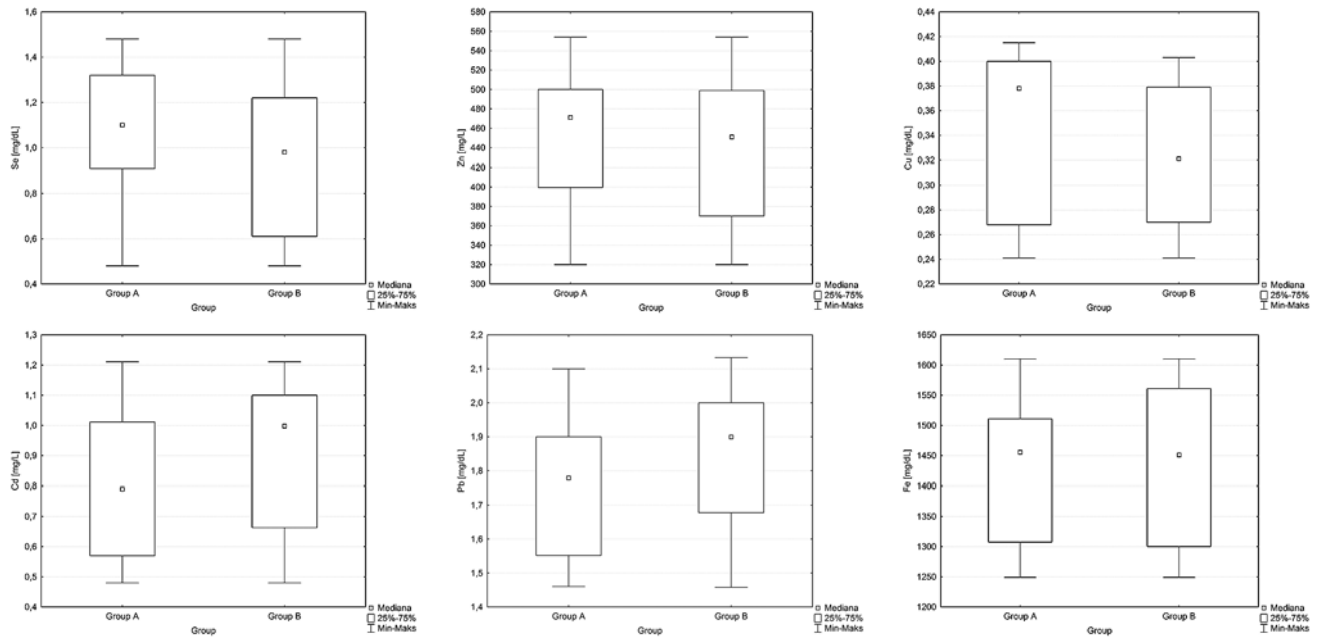 Se [mg/dL]
1,6
1,4
1,2
1,0
0,8
0,6
0,4
Group A
Group B
Group
Mediana
25%-75%
Min-Maks
Zn [mg/L]
580
560
540
520
500
480
460
440
420
400
380
360
340
320
300
Group A
Group B
Group
Mediana
25%-75%
Min-Maks
Cu [mg/dL]
0,44
0,42
0,40
0,38
0,36
0,34
0,32
0,30
0,28
0,26
0,24
0,22
Group A
Group B
Group
Mediana
25%-75%
Min-Maks
Cd [mg/L]
1,3
1,2
1,1
1,0
0,9
0,8
0,7
0,6
0,5
0,4
Group A
Group B
Group
Mediana
25%-75%
Min-Maks
Pb [mg/dL]
2,2
2,1
2,0
1,9
1,8
1,7
1,6
1,5
1,4
Group A
Group B
Group
Mediana
25%-75%
Min-Maks
Fe [mg/dL]
1650
1600
1550
1500
1450
1400
1350
1300
1250
1200
Group A
Group B
Group
Mediana
25%-75%
Min-Maks